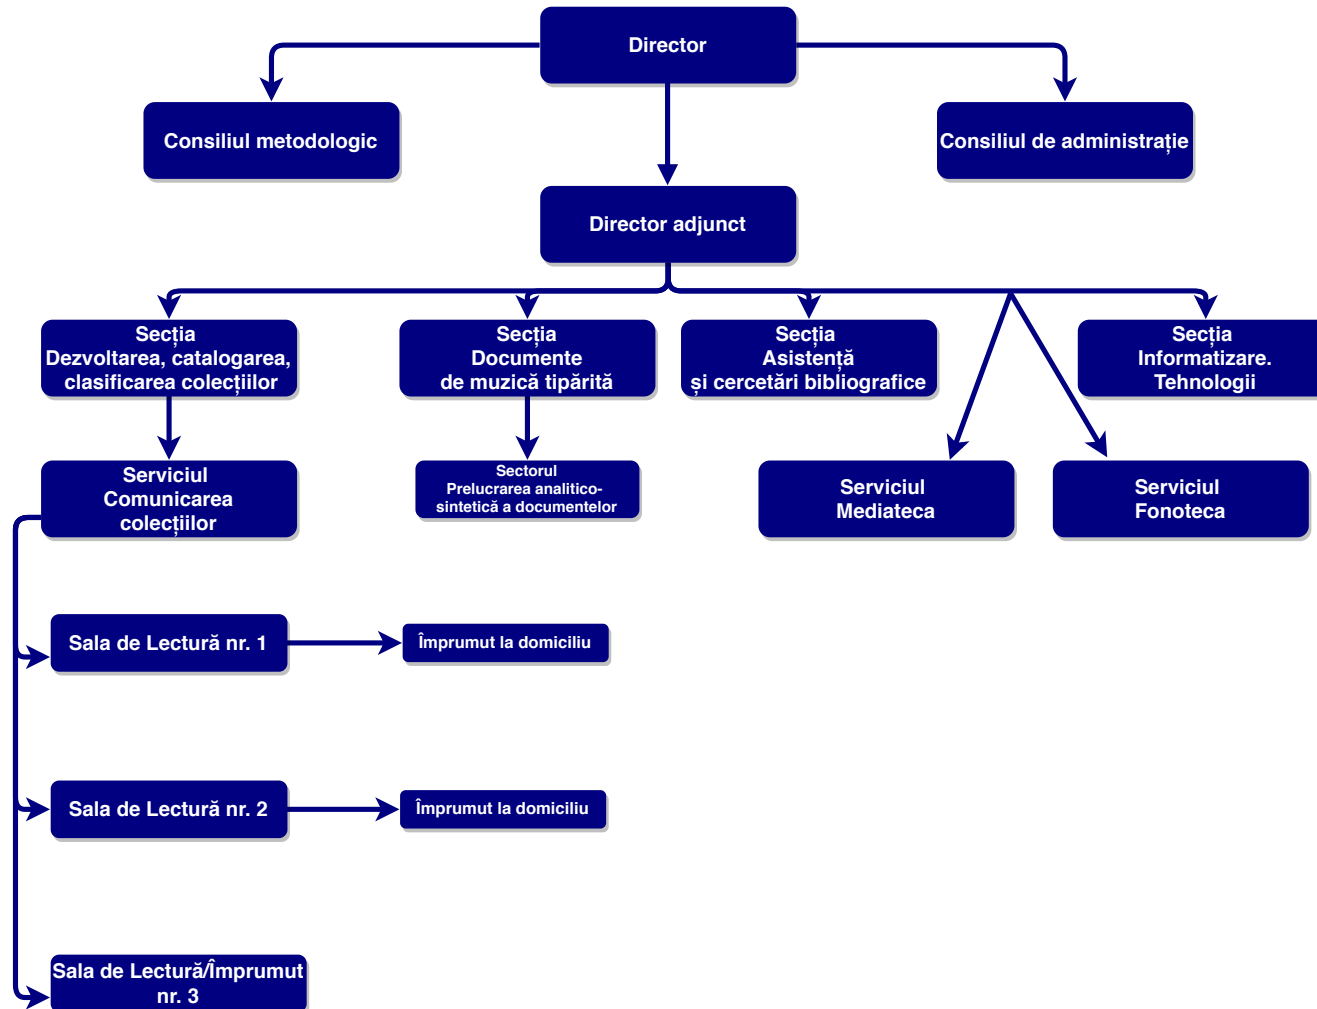 Director
Consiliul metodologic
Consiliul de administrație
Director adjunct
Secția
Dezvoltarea, catalogarea,
clasificarea colecțiilor
Secția
Documente
de muzică tipărită
Secția
Asistență
și cercetări bibliografice
Secția
Informatizare.
Tehnologii
Serviciul
Comunicarea
colecțiilor
Sectorul
Prelucrarea analitico-
sintetică a documentelor
Serviciul
Mediateca
Serviciul
Fonoteca
Sala de Lectură nr. 1
Împrumut la domiciliu
Sala de Lectură nr. 2
Împrumut la domiciliu
Sala de Lectură/Împrumut
nr. 3